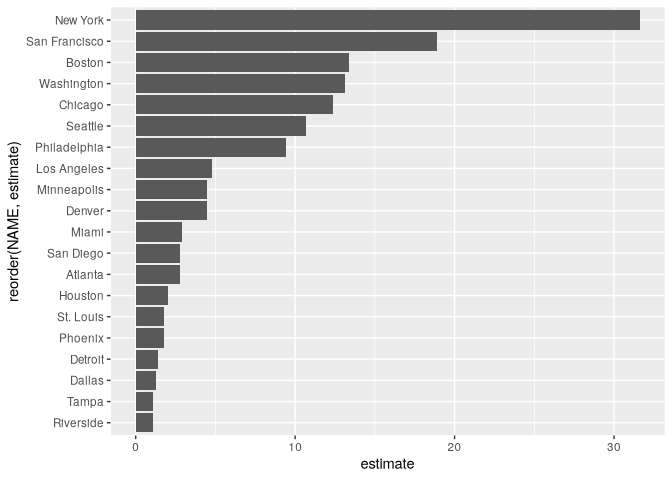 New York
San Francisco
Boston
Washington
Chicago
Seattle
Philadelphia
Los Angeles
Minneapolis
Denver
Miami
San Diego
Atlanta
Houston
St. Louis
Phoenix
Detroit
Dallas
Tampa
Riverside
reorder(NAME, estimate)
0 10 20 30
estimate